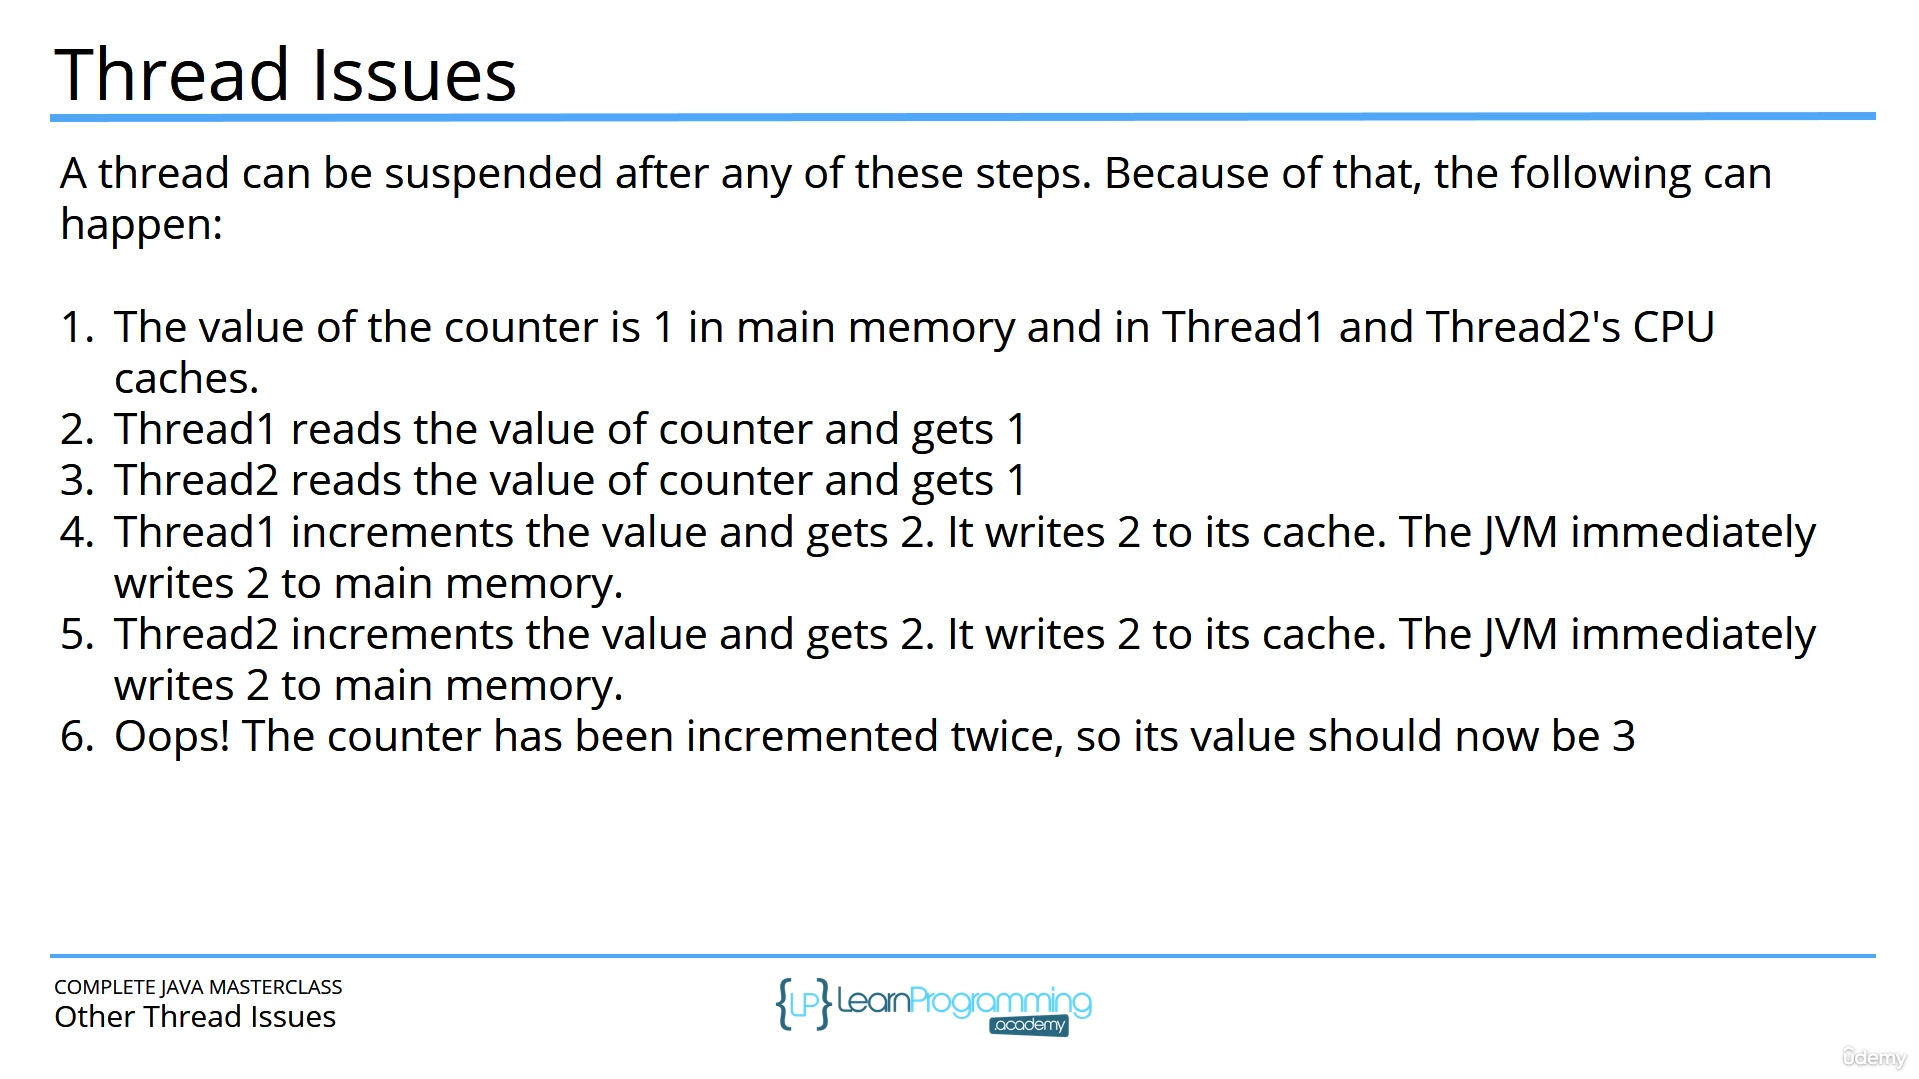 Thread Issues
A thread can be suspended after any of these steps. Because of that, the following can
happen:
1. The value of the counter is 1 in main memory and in Thread1 and Thread2's CPU
caches.
2. Thread1 reads the value of counter and gets 1
3. Thread2 reads the value of counter and gets 1
4. Thread1 increments the value and gets 2. It writes 2 to its cache. The JVM immediately
writes 2 to main memory.
5. Thread2 increments the value and gets 2. It writes 2 to its cache. The JVM immediately
writes 2 to main memory.
6. Oops! The counter has been incremented twice, so its value should now be 3
COMPLETE JAVA MASTERCLASS
Other Thread Issues
{LP} LearnProgramming
.academy
ûdemy